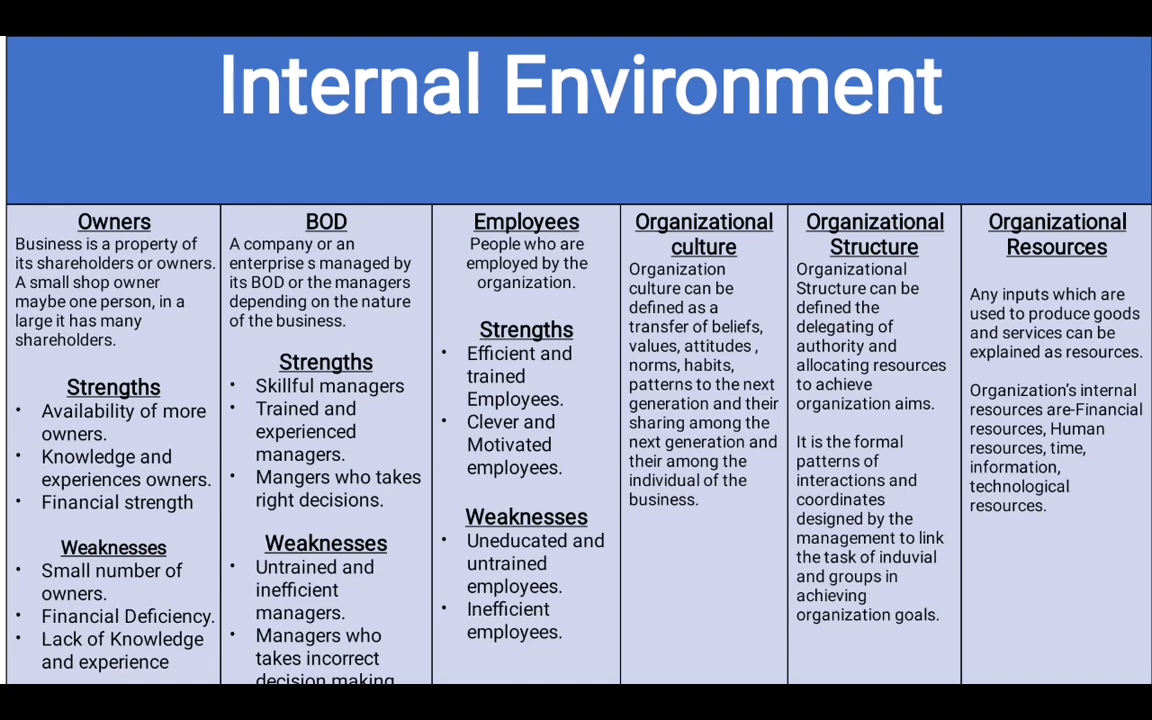 Internal Environment
Owners
Business is a property of
its shareholders or owners.
A small shop owner
maybe one person, in a
large it has many
shareholders.
Strengths
• Availability of more
owners.
• Knowledge and
experiences owners.
• Financial strength
Weaknesses
• Small number of
owners.
• Financial Deficiency.
• Lack of Knowledge
and experience
BOD
A company or an
enterprise s managed by
its BOD or the managers
depending on the nature
of the business.
Strengths
• Skillful managers
• Trained and
experienced
managers.
• Mangers who takes
right decisions.
Weaknesses
• Untrained and
inefficient
managers.
• Managers who
takes incorrect
decision making
Employees
People who are
employed by the
organization.
Strengths
• Efficient and
trained
Employees.
• Clever and
Motivated
employees.
Weaknesses
• Uneducated and
untrained
employees.
• Inefficient
employees.
Organizational
culture
Organization
culture can be
defined as a
transfer of beliefs,
values, attitudes ,
norms, habits,
patterns to the next
generation and their
sharing among the
next generation and
their among the
individual of the
business.
Organizational
Structure
Organizational
Structure can be
defined the
delegating of
authority and
allocating resources
to achieve
organization aims.
It is the formal
patterns of
interactions and
coordinates
designed by the
management to link
the task of induvial
and groups in
achieving
organization goals.
Organizational
Resources
Any inputs which are
used to produce goods
and services can be
explained as resources.
Organization's internal
resources are-Financial
resources, Human
resources, time,
information,
technological
resources.